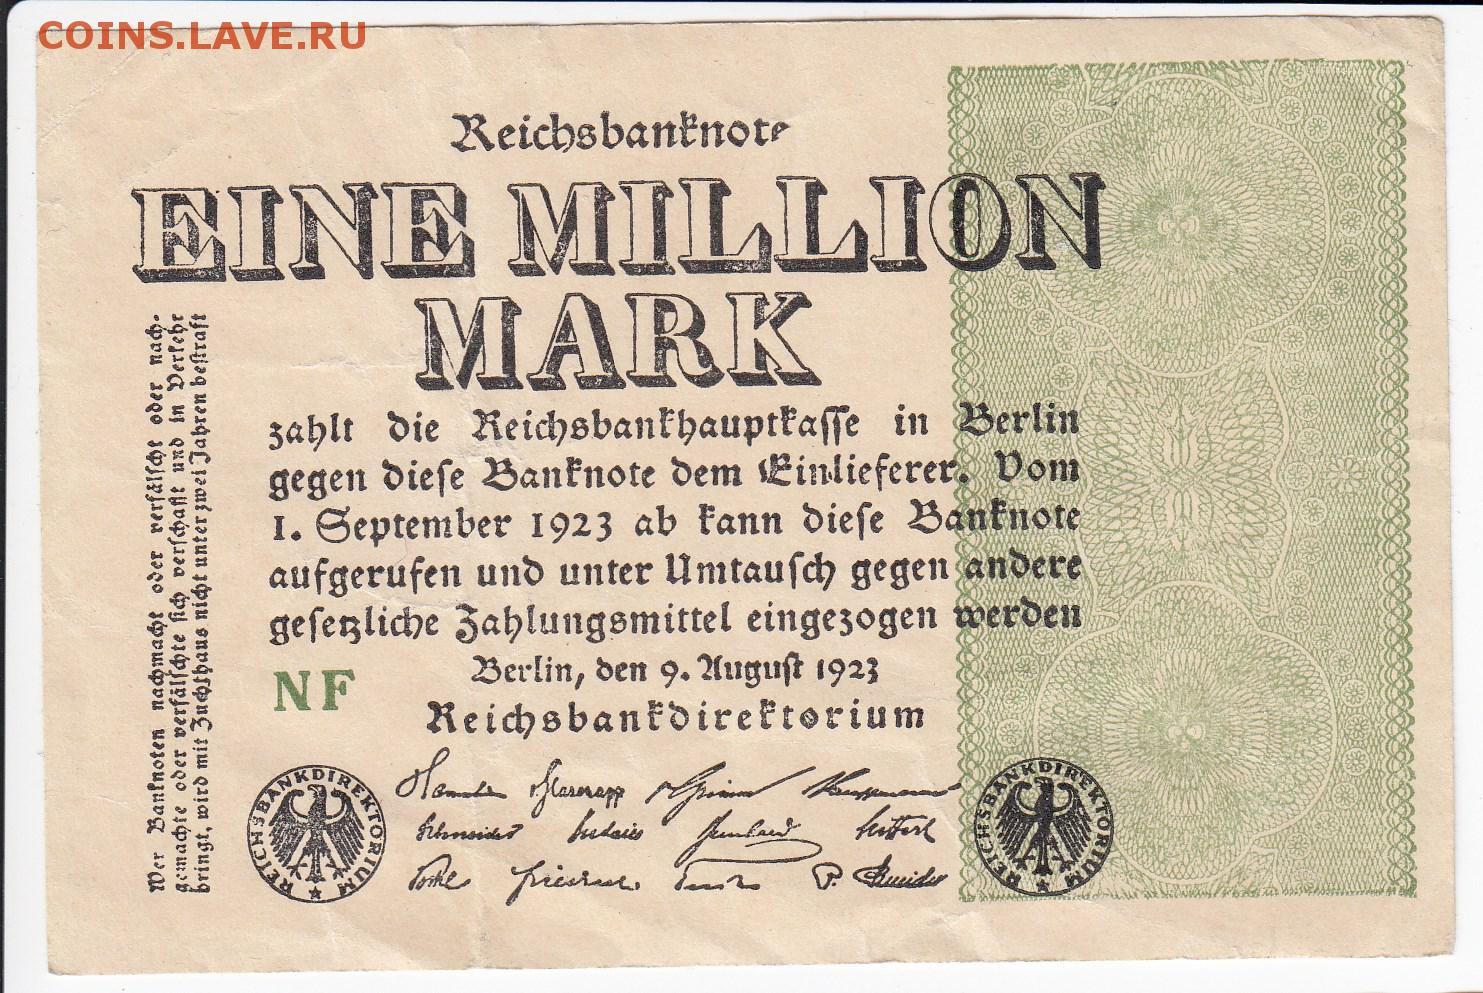 COINS.LAVE.RU
Reichsbanknote
EINE MILLION
MARK
zahlt die Reichsbankhauptkasse in Berlin
gegen diese Banknote dem Einlieferer. Vom
1. September 1923 ab kann diese Banknote
aufgerufen und unter Umtausch gegen andere
gesetzliche Zahlungsmittel eingezogen werden
Berlin, den 9. August 1923
Reichsbankdirektorium
NF
Wer Banknoten nachmacht oder verfälscht oder nach-
gemachte oder verfälschte sich verschafft und in Verkehr
bringt, wird mit Zuchthaus nicht unter zwei Jahren bestraft
REICHSBANKDIREKTORIUM
v. Grimm
Kauffmann
Schneider
REICHSBANKDIREKTORIUM